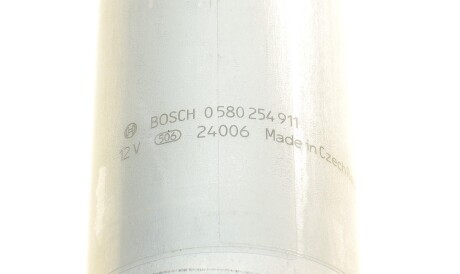 BOSCH 0 580 254 911
12 V 506 24006 Made in Czech